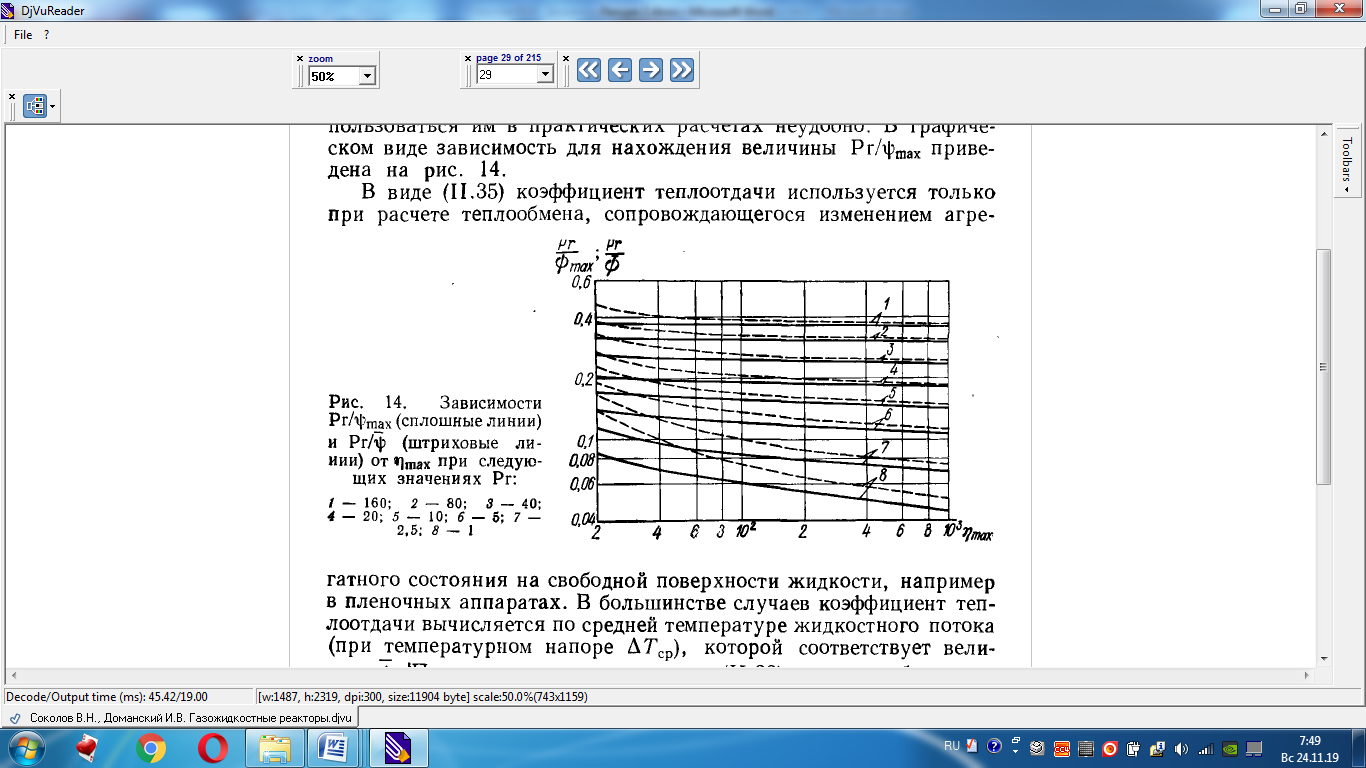 DjVuReader
File ?
zoom
50%
page 29 of 215
29
Toolbars
пользоваться им в практических расчетах неудобно. В графиче-
ском виде зависимость для нахождения величины Pr/ψmax приве-
дена на рис. 14.
В виде (II.35) коэффициент теплоотдачи используется только
при расчете теплообмена, сопровождающегося изменением агре-
Pr/Φmax; Pr/Φ̄
0,6
0,4
0,2
0,1
0,08
0,06
0,04
1
2
3
4
5
6
7
8
2 4 6 8 10² 2 4 6 8 10³ ηmax
Рис. 14. Зависимости
Pr/ψmax (сплошные линии)
и Pr/ψ̄ (штриховые ли-
нии) от ηmax при следую-
щих значениях Pr:
1 — 160; 2 — 80; 3 — 40;
4 — 20; 5 — 10; 6 — 5; 7 —
2,5; 8 — 1
гатного состояния на свободной поверхности жидкости, например
в пленочных аппаратах. В большинстве случаев коэффициент теп-
лоотдачи вычисляется по средней температуре жидкостного потока
(при температурном напоре ΔTср), которой соответствует вели-
Decode/Output time (ms): 45.42/19.00
[w:1487, h:2319, dpi:300, size:11904 byte] scale:50.0%(743x1159)
Соколов В.Н., Доманский И.В. Газожидкостные реакторы.djvu
RU
7:49
Вс 24.11.19